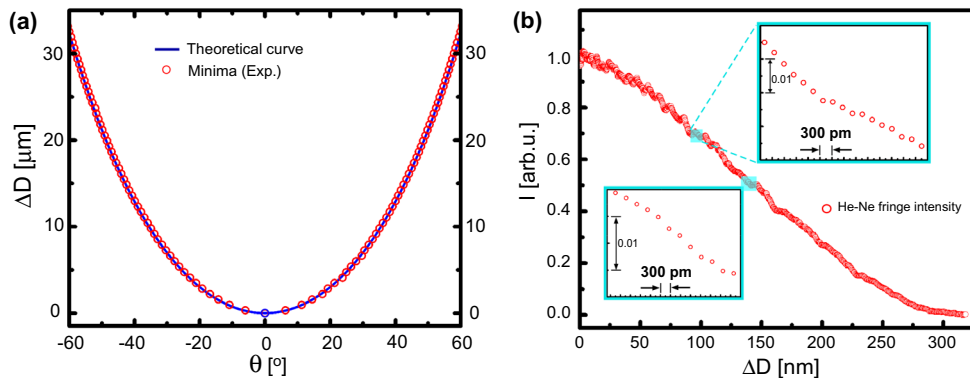 (a)
30
20
10
0
ΔD [µm]
Theoretical curve
Minima (Exp.)
30
20
10
0
-60 -40 -20 0 20 40 60
θ [º]
(b)
1.0
0.8
0.6
0.4
0.2
0.0
I [arb.u.]
0.01
300 pm
He-Ne fringe intensity
0.01
300 pm
0 50 100 150 200 250 300
ΔD [nm]